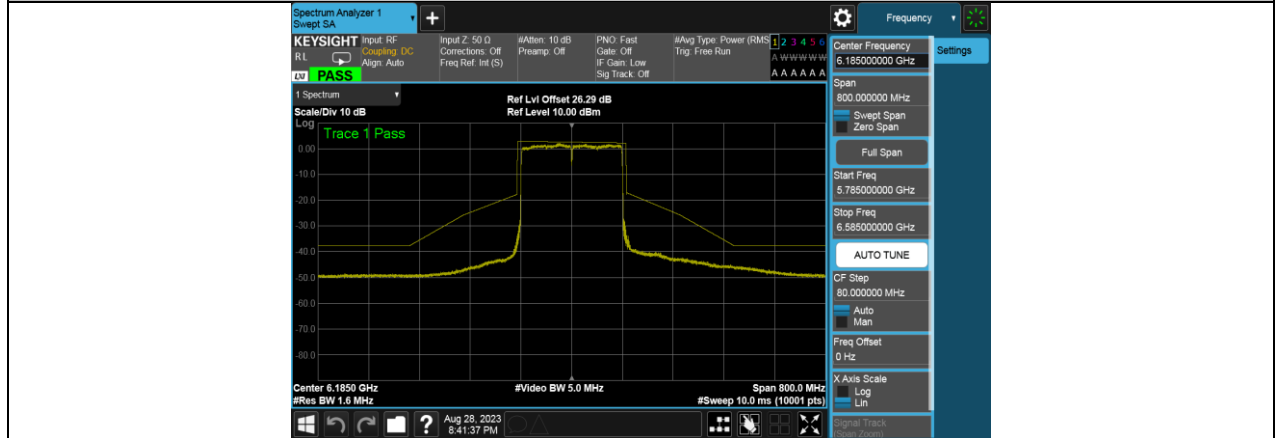 Spectrum Analyzer 1
Swept SA
Frequency
KEYSIGHT
RL
LXI
PASS
Input: RF
Coupling: DC
Align: Auto
Input Z: 50 Ω
Corrections: Off
Freq Ref: Int (S)
#Atten: 10 dB
Preamp: Off
PNO: Fast
Gate: Off
IF Gain: Low
Sig Track: Off
#Avg Type: Power (RMS
Trig: Free Run
1 2 3 4 5 6
A W W W W W
A A A A A A
1 Spectrum
Scale/Div 10 dB
Ref Lvl Offset 26.29 dB
Ref Level 10.00 dBm
Log
Trace 1 Pass
0.00
-10.0
-20.0
-30.0
-40.0
-50.0
-60.0
-70.0
-80.0
Center 6.1850 GHz
#Res BW 1.6 MHz
#Video BW 5.0 MHz
Span 800.0 MHz
#Sweep 10.0 ms (10001 pts)
?
Aug 28, 2023
8:41:37 PM
Center Frequency
6.185000000 GHz
Settings
Span
800.000000 MHz
Swept Span
Zero Span
Full Span
Start Freq
5.785000000 GHz
Stop Freq
6.585000000 GHz
AUTO TUNE
CF Step
80.000000 MHz
Auto
Man
Freq Offset
0 Hz
X Axis Scale
Log
Lin
Signal Track
(Span Zoom)